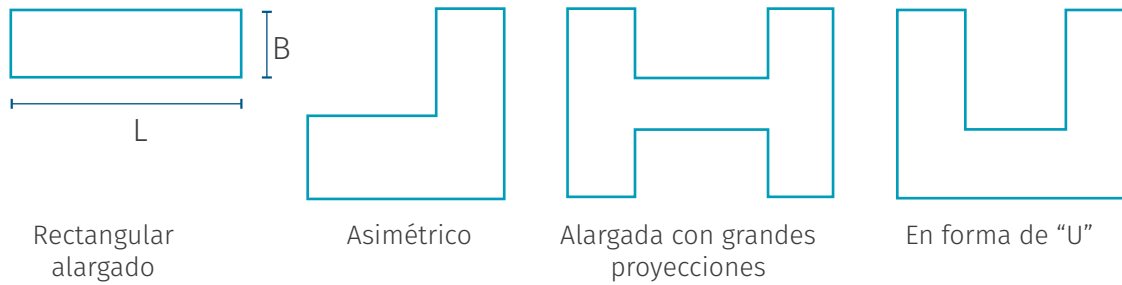 B
L
Rectangular
alargado
Asimétrico
Alargada con grandes
proyecciones
En forma de “U”